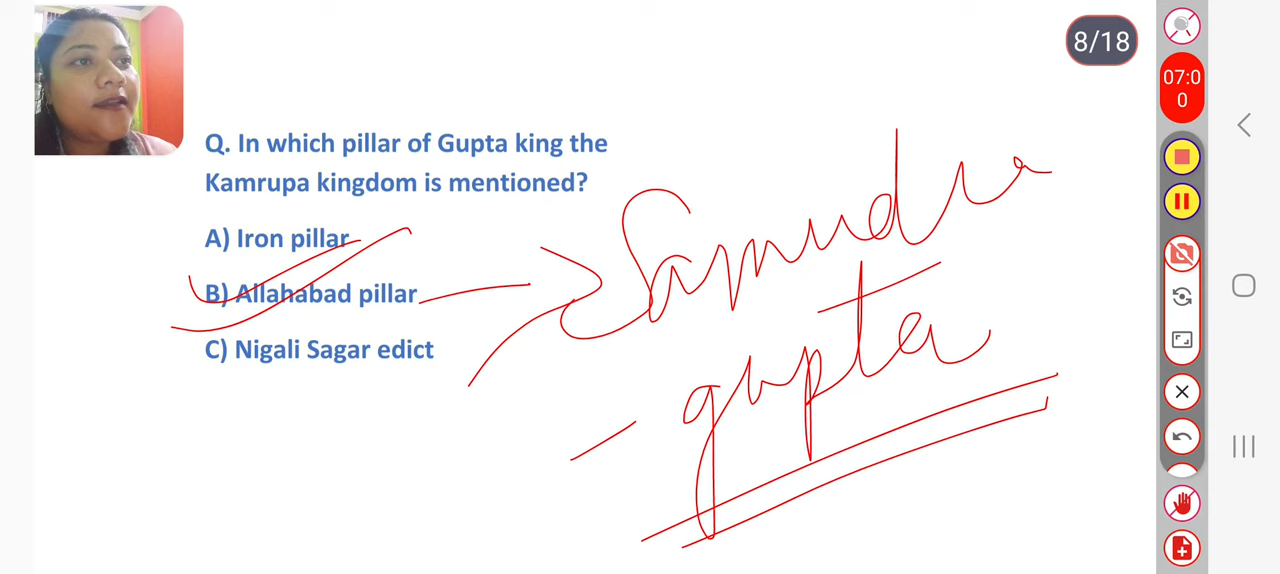 8/18
07:0
0
Q. In which pillar of Gupta king the
Kamrupa kingdom is mentioned?
A) Iron pillar
B) Allahabad pillar
C) Nigali Sagar edict
Samudra
gupta